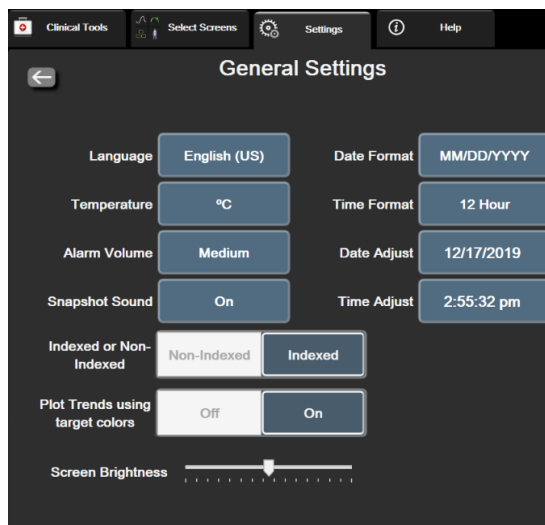 Clinical Tools
Select Screens
Settings
Help
General Settings
Language
English (US)
Date Format
MM/DD/YYYY
Temperature
ºC
Time Format
12 Hour
Alarm Volume
Medium
Date Adjust
12/17/2019
Snapshot Sound
On
Time Adjust
2:55:32 pm
Indexed or Non-
Indexed
Non-Indexed
Indexed
Plot Trends using
target colors
Off
On
Screen Brightness